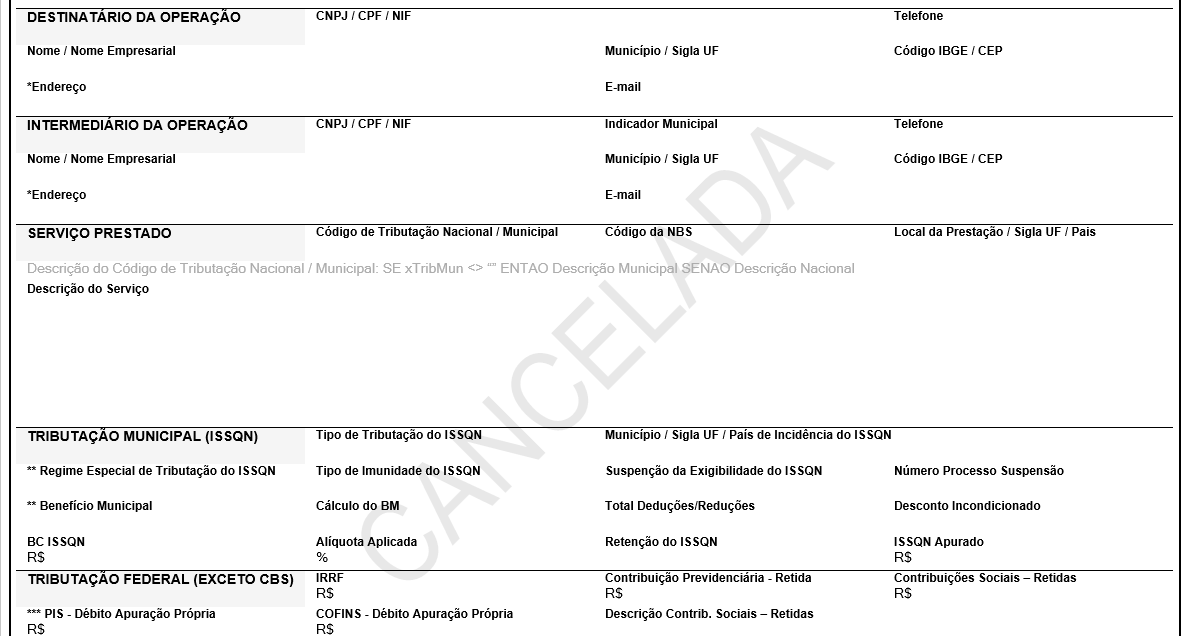 DESTINATÁRIO DA OPERAÇÃO CNPJ / CPF / NIF Telefone
Nome / Nome Empresarial Município / Sigla UF Código IBGE / CEP
*Endereço E-mail
INTERMEDIÁRIO DA OPERAÇÃO CNPJ / CPF / NIF Indicador Municipal Telefone
Nome / Nome Empresarial Município / Sigla UF Código IBGE / CEP
*Endereço E-mail
SERVIÇO PRESTADO Código de Tributação Nacional / Municipal Código da NBS Local da Prestação / Sigla UF / Pais
Descrição do Código de Tributação Nacional / Municipal: SE xTribMun <> “” ENTAO Descrição Municipal SENAO Descrição Nacional
Descrição do Serviço
CANCELADA
TRIBUTAÇÃO MUNICIPAL (ISSQN) Tipo de Tributação do ISSQN Município / Sigla UF / País de Incidência do ISSQN
** Regime Especial de Tributação do ISSQN Tipo de Imunidade do ISSQN Suspenção da Exigibilidade do ISSQN Número Processo Suspensão
** Benefício Municipal Cálculo do BM Total Deduções/Reduções Desconto Incondicionado
BC ISSQN Alíquota Aplicada Retenção do ISSQN ISSQN Apurado
R$ % R$
TRIBUTAÇÃO FEDERAL (EXCETO CBS) IRRF Contribuição Previdenciária - Retida Contribuições Sociais – Retidas
R$ R$ R$
*** PIS - Débito Apuração Própria COFINS - Débito Apuração Própria Descrição Contrib. Sociais – Retidas
R$ R$